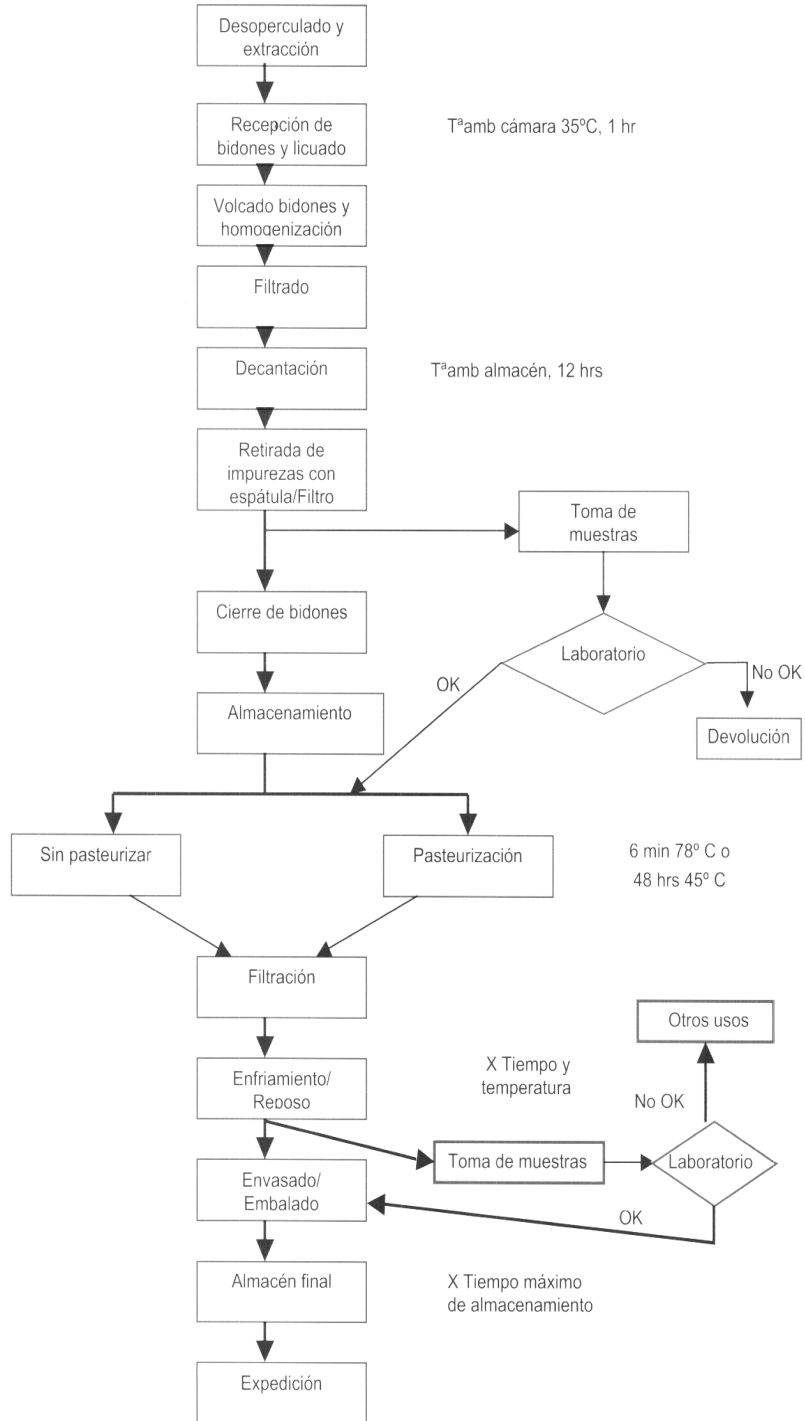 Desoperculado y
extracción
Recepción de
bidones y licuado
Tªamb cámara 35ºC, 1 hr
Volcado bidones y
homogenización
Filtrado
Decantación
Tªamb almacén, 12 hrs
Retirada de
impurezas con
espátula/Filtro
Toma de
muestras
Cierre de bidones
Laboratorio
OK
No OK
Almacenamiento
Devolución
Sin pasteurizar
Pasteurización
6 min 78º C o
48 hrs 45º C
Filtración
Otros usos
Enfriamiento/
Reposo
X Tiempo y
temperatura
No OK
Toma de muestras
Laboratorio
Envasado/
Embalado
OK
Almacén final
X Tiempo máximo
de almacenamiento
Expedición